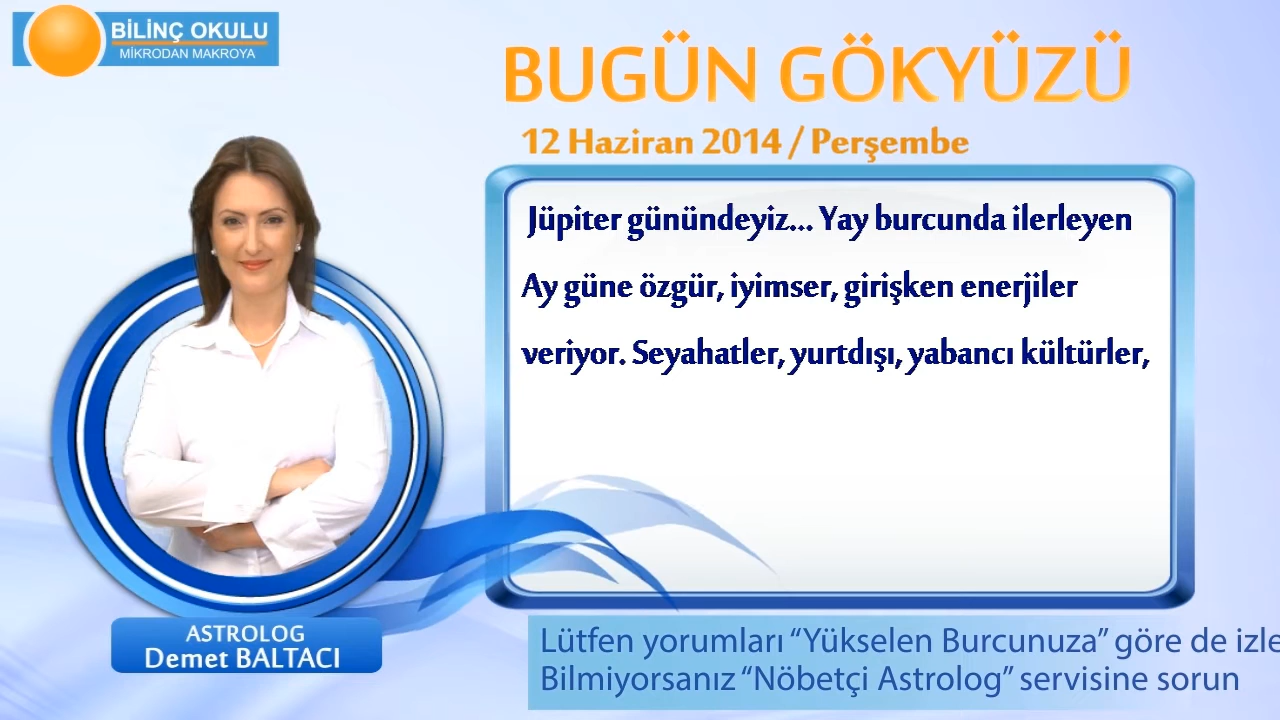 BİLİNÇ OKULU
MİKRODAN MAKROYA
BUGÜN GÖKYÜZÜ
12 Haziran 2014 / Perşembe
Jüpiter günündeyiz... Yay burcunda ilerleyen
Ay güne özgür, iyimser, girişken enerjiler
veriyor. Seyahatler, yurtdışı, yabancı kültürler,
ASTROLOG
Demet BALTACI
Lütfen yorumları “Yükselen Burcunuza” göre de izle
Bilmiyorsanız “Nöbetçi Astrolog” servisine sorun